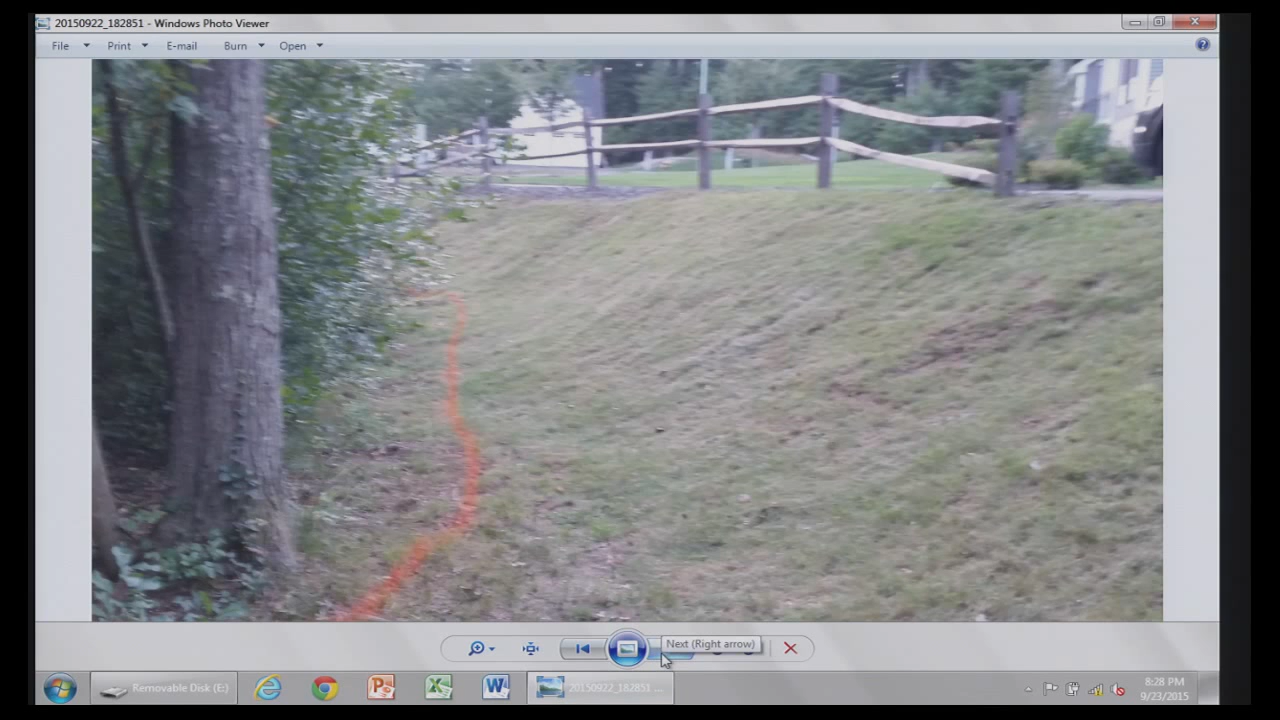 20150922_182851 - Windows Photo Viewer
File Print E-mail Burn Open
Next (Right arrow)
Removable Disk (E:)
20150922_182851 ...
8:28 PM
9/23/2015